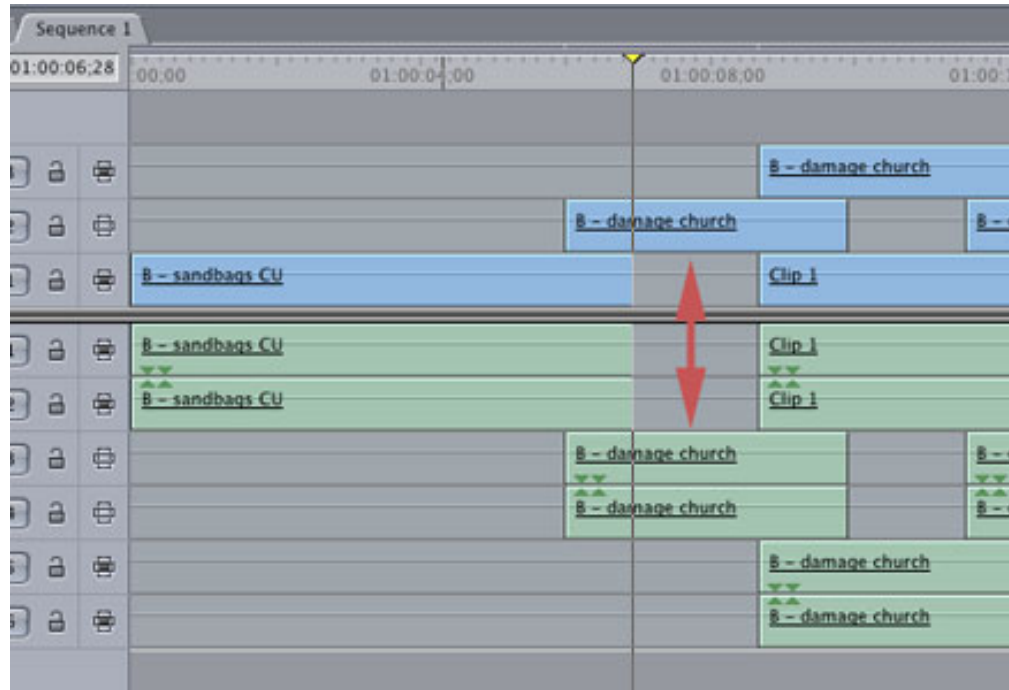 Sequence 1
01:00:06;28
:00;00 01:00:04;00 01:00:08;00
B - damage church
B - damage church B -
B - sandbags CU Clip 1
B - sandbags CU Clip 1
B - sandbags CU Clip 1
B - damage church B -
B - damage church B -
B - damage church
B - damage church